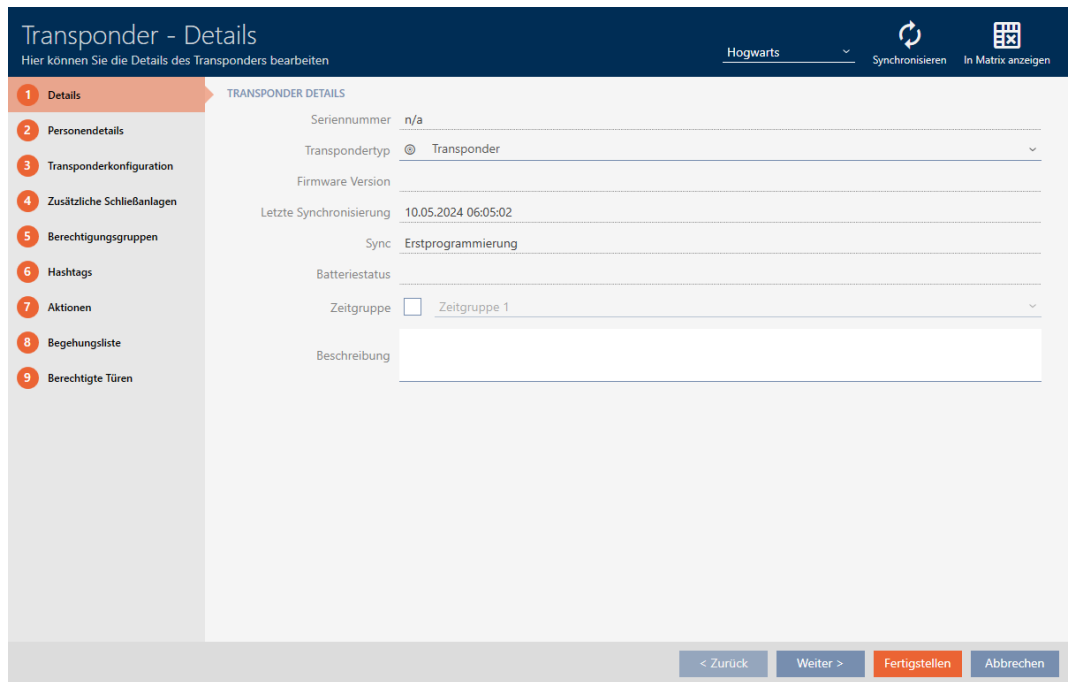 Transponder - Details
Hier können Sie die Details des Transponders bearbeiten
Hogwarts
Synchronisieren
In Matrix anzeigen
1 Details
2 Personendetails
3 Transponderkonfiguration
4 Zusätzliche Schließanlagen
5 Berechtigungsgruppen
6 Hashtags
7 Aktionen
8 Begehungsliste
9 Berechtigte Türen
TRANSPONDER DETAILS
Seriennummer n/a
Transpondertyp Transponder
Firmware Version
Letzte Synchronisierung 10.05.2024 06:05:02
Sync Erstprogrammierung
Batteriestatus
Zeitgruppe Zeitgruppe 1
Beschreibung
< Zurück Weiter > Fertigstellen Abbrechen